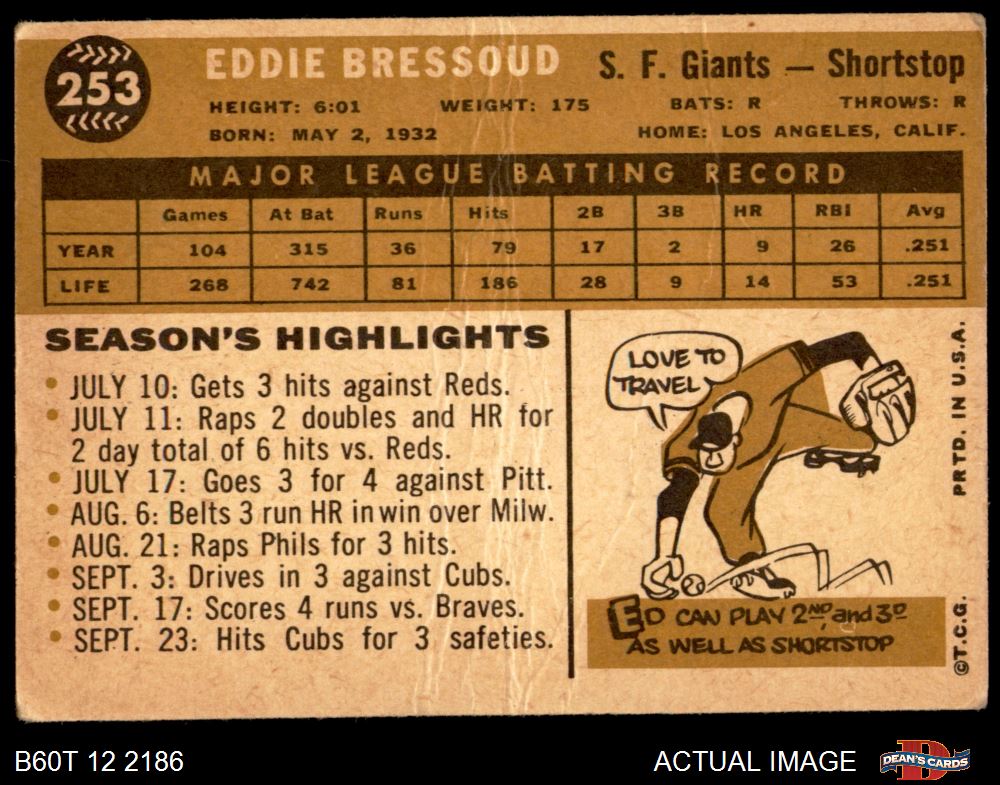 253
EDDIE BRESSOUD S. F. Giants — Shortstop
HEIGHT: 6:01 WEIGHT: 175 BATS: R THROWS: R
BORN: MAY 2, 1932 HOME: LOS ANGELES, CALIF.
MAJOR LEAGUE BATTING RECORD
Games At Bat Runs Hits 2B 3B HR RBI Avg
YEAR 104 315 36 79 17 2 9 26 .251
LIFE 268 742 81 186 28 9 14 53 .251
SEASON'S HIGHLIGHTS
• JULY 10: Gets 3 hits against Reds.
• JULY 11: Raps 2 doubles and HR for
2 day total of 6 hits vs. Reds.
• JULY 17: Goes 3 for 4 against Pitt.
• AUG. 6: Belts 3 run HR in win over Milw.
• AUG. 21: Raps Phils for 3 hits.
• SEPT. 3: Drives in 3 against Cubs.
• SEPT. 17: Scores 4 runs vs. Braves.
• SEPT. 23: Hits Cubs for 3 safeties.
LOVE TO
TRAVEL
ED CAN PLAY 2ND and 3D
AS WELL AS SHORTSTOP
PRTD. IN U.S.A.
©T.C.G.
B60T 12 2186
ACTUAL IMAGE
DEAN'S CARDS